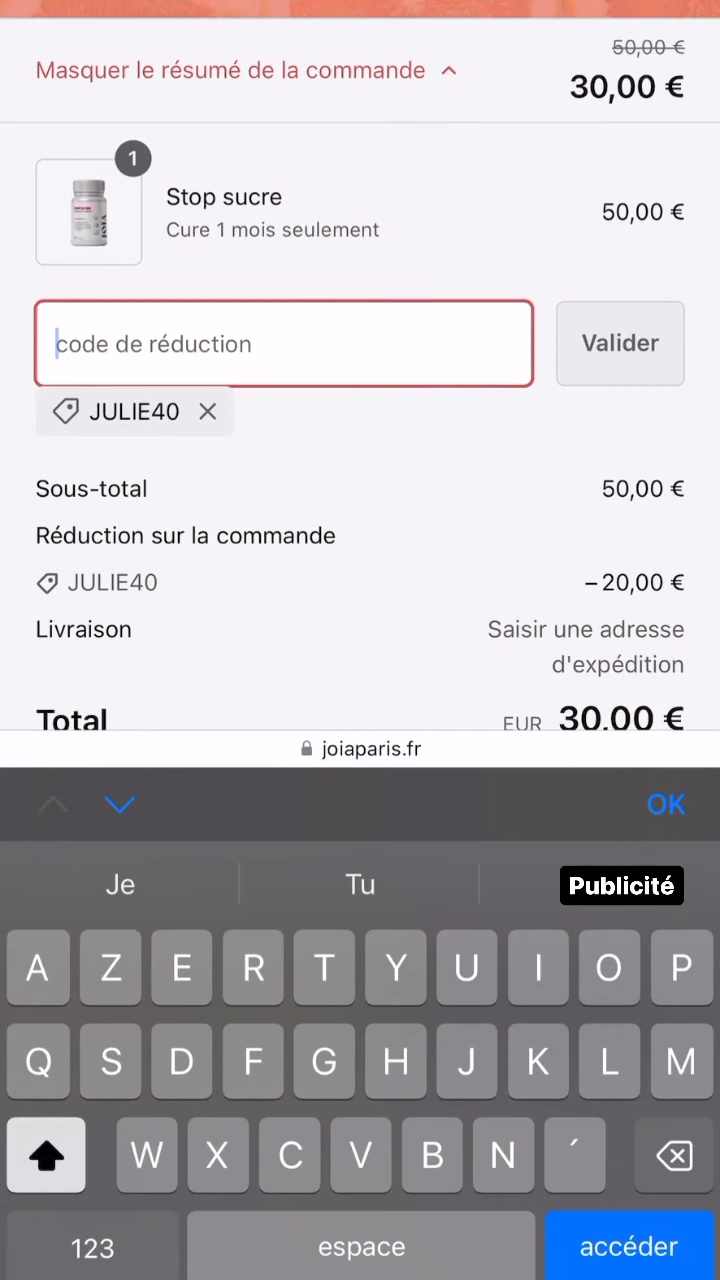 50,00 €
Masquer le résumé de la commande
30,00 €
1
Stop sucre
50,00 €
Cure 1 mois seulement
JOIA
code de réduction
Valider
JULIE40
Sous-total
50,00 €
Réduction sur la commande
JULIE40
– 20,00 €
Livraison
Saisir une adresse
d'expédition
Total
EUR 30,00 €
joiaparis.fr
OK
Je
Tu
Publicité
A Z E R T Y U I O P
Q S D F G H J K L M
W X C V B N ´
123
espace
accéder